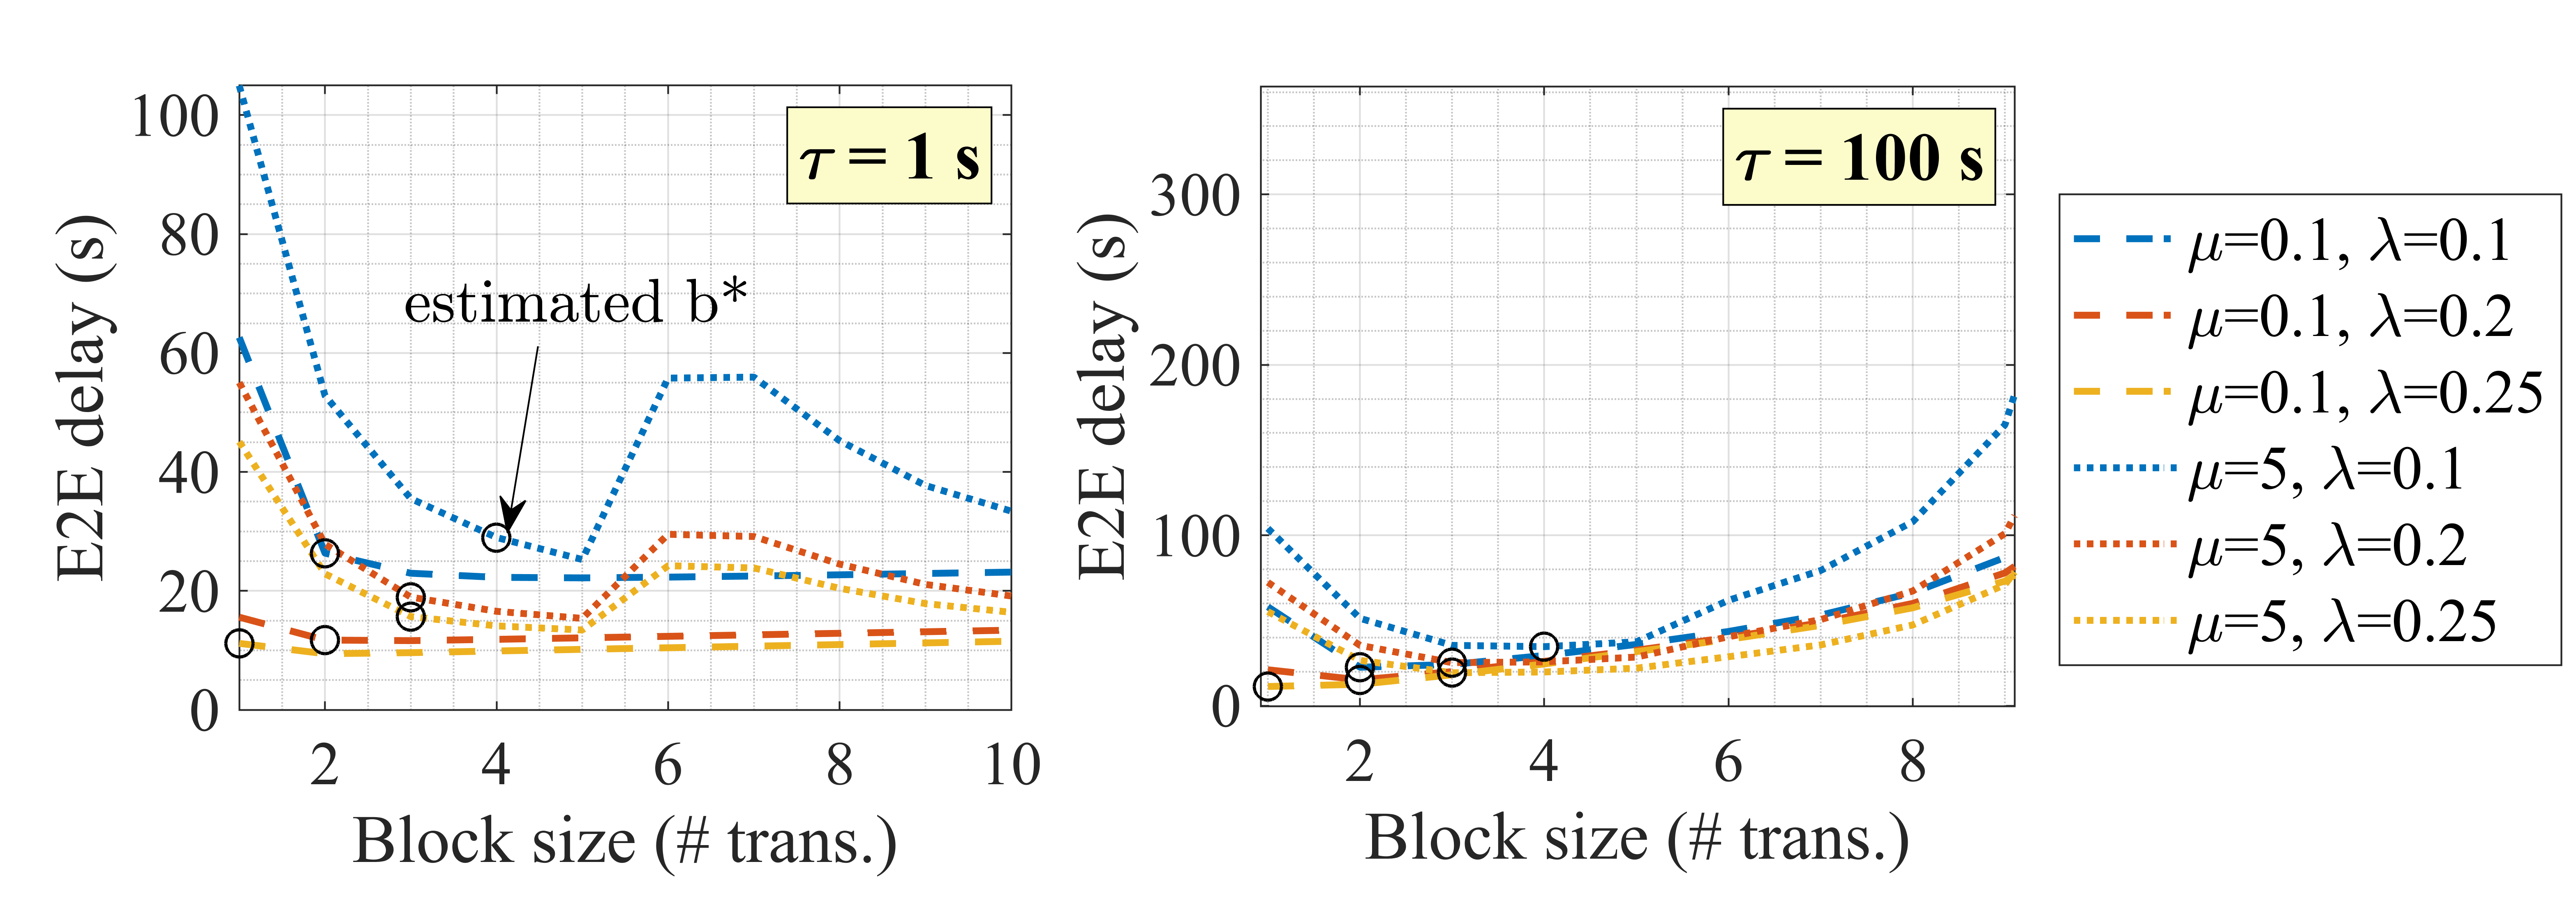 E2E delay (s)
100
80
60
40
20
0
τ = 1 s
estimated b*
2 4 6 8 10
Block size (# trans.)
E2E delay (s)
300
200
100
0
τ = 100 s
2 4 6 8
Block size (# trans.)
μ=0.1, λ=0.1
μ=0.1, λ=0.2
μ=0.1, λ=0.25
μ=5, λ=0.1
μ=5, λ=0.2
μ=5, λ=0.25